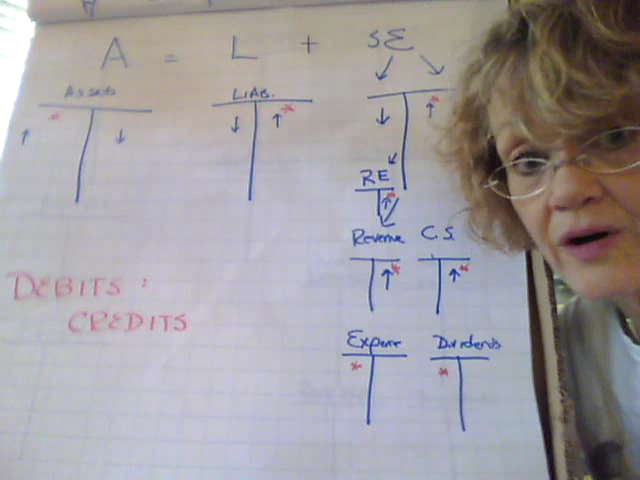 A = L + SE
Assets LIAB.
RE
Revenue C.S.
DEBITS :
CREDITS
Expense Dividends